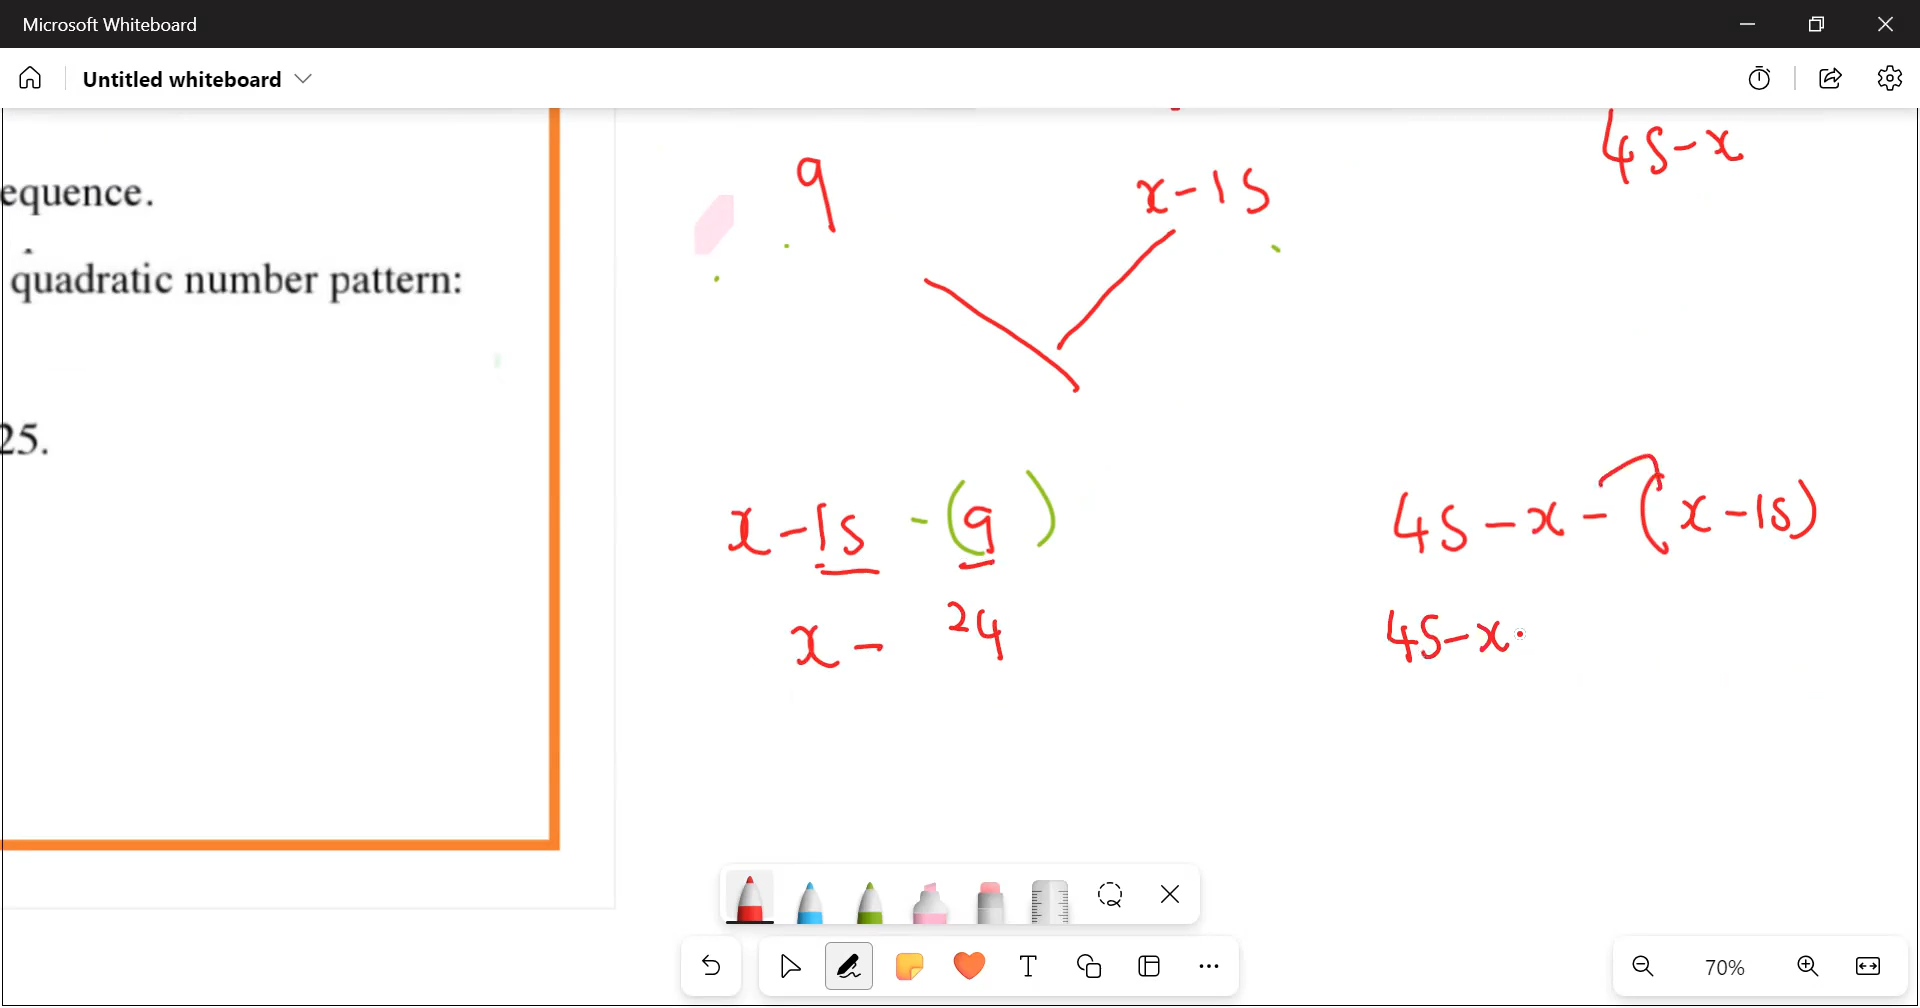 Microsoft Whiteboard
Untitled whiteboard
equence.
quadratic number pattern:
25.
9
x-15
45-x
x-15 -(9)
45-x-(x-15)
x- 24
45-x
70%